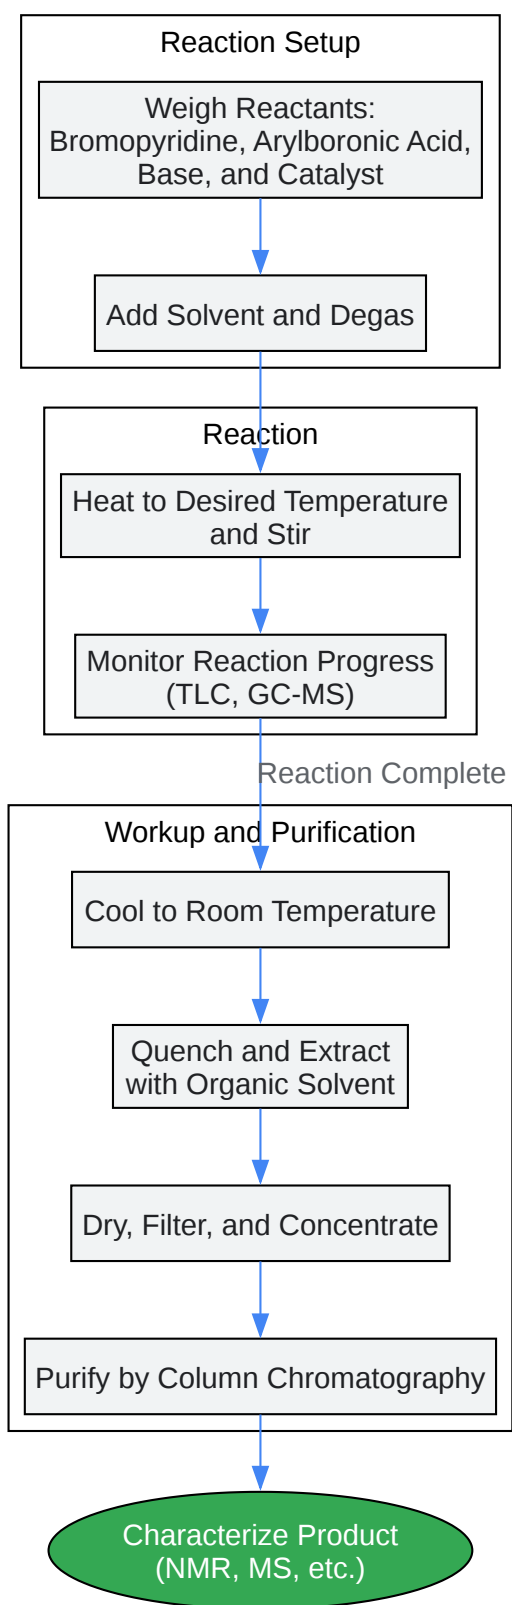 Reaction Setup
Weigh Reactants:
Bromopyridine, Arylboronic Acid,
Base, and Catalyst
Add Solvent and Degas
Reaction
Heat to Desired Temperature
and Stir
Monitor Reaction Progress
(TLC, GC-MS)
Reaction Complete
Workup and Purification
Cool to Room Temperature
Quench and Extract
with Organic Solvent
Dry, Filter, and Concentrate
Purify by Column Chromatography
Characterize Product
(NMR, MS, etc.)